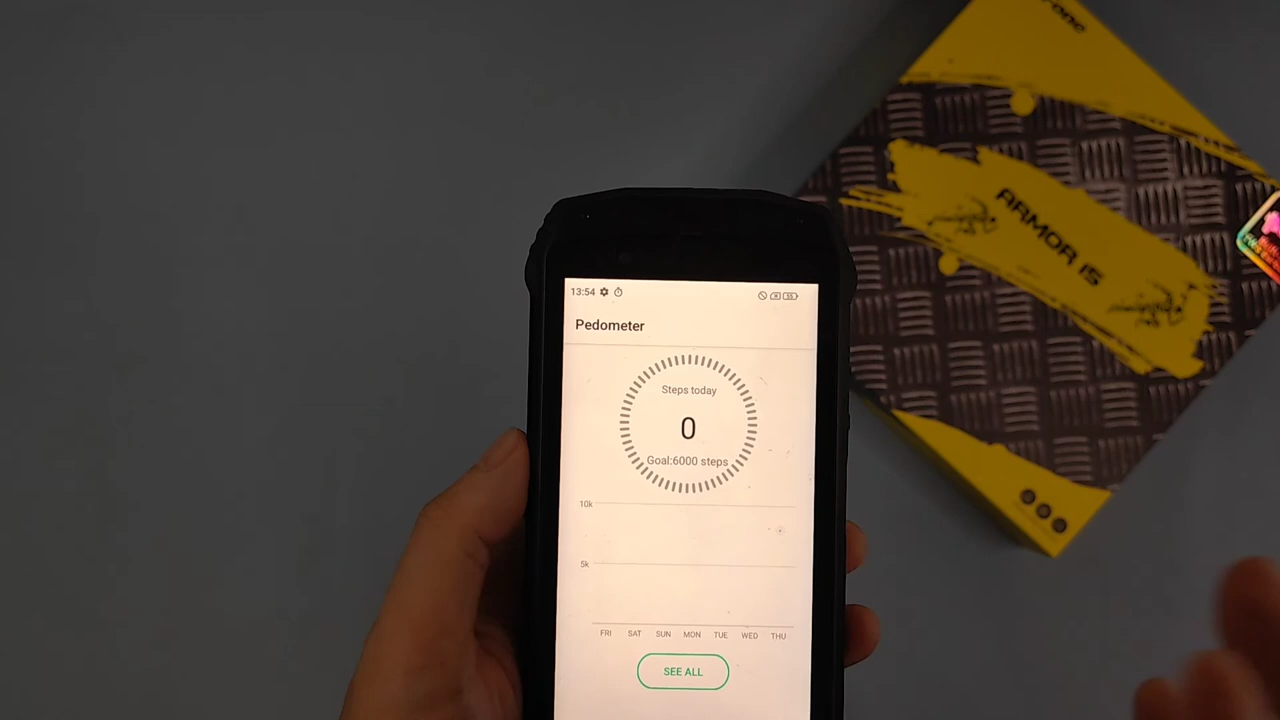 13:54
55
Pedometer
Steps today
0
Goal:6000 steps
10k
5k
FRI SAT SUN MON TUE WED THU
SEE ALL
ARMOR 15